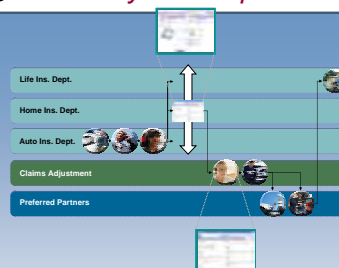 Life Ins. Dept.
Home Ins. Dept.
Auto Ins. Dept.
Claims Adjustment
Preferred Partners